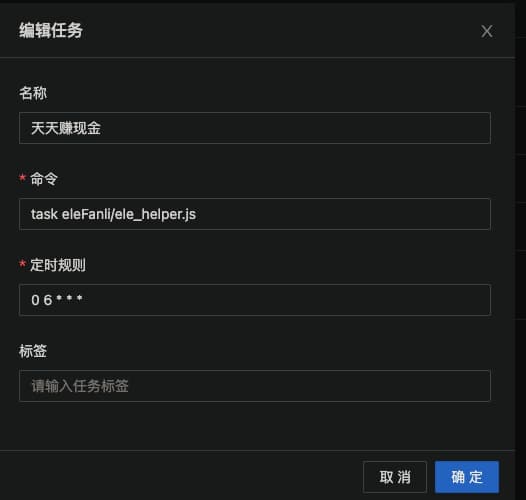 编辑任务
名称
天天赚现金
* 命令
task eleFanli/ele_helper.js
* 定时规则
0 6 * * *
标签
请输入任务标签
取 消
确 定